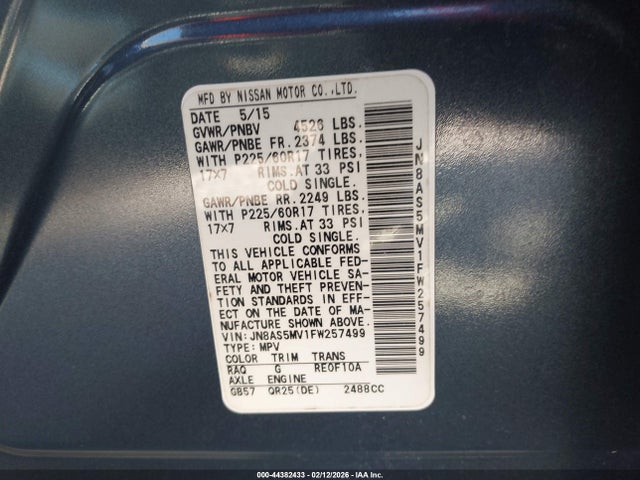 MFD BY NISSAN MOTOR CO.,LTD.
DATE 5/15
GVWR/PNBV 4526 LBS.
GAWR/PNBE FR.2374 LBS.
WITH P225/60R17 TIRES,
17x7 RIMS.AT 33 PSI
COLD SINGLE.
GAWR/PNBE RR.2249 LBS.
WITH P225/60R17 TIRES,
17x7 RIMS.AT 33 PSI
COLD SINGLE.
THIS VEHICLE CONFORMS
TO ALL APPLICABLE FED-
ERAL MOTOR VEHICLE SA-
FETY AND THEFT PREVEN-
TION STANDARDS IN EFF-
ECT ON THE DATE OF MA-
NUFACTURE SHOWN ABOVE.
VIN:JN8AS5MV1FW257499
TYPE:MPV
COLOR TRIM TRANS
RAQ G RE0F10A
AXLE ENGINE
GB57 QR25(DE) 2488CC
JN8AS5MV1FW257499
000-44382433 - 02/12/2026 - IAA Inc.